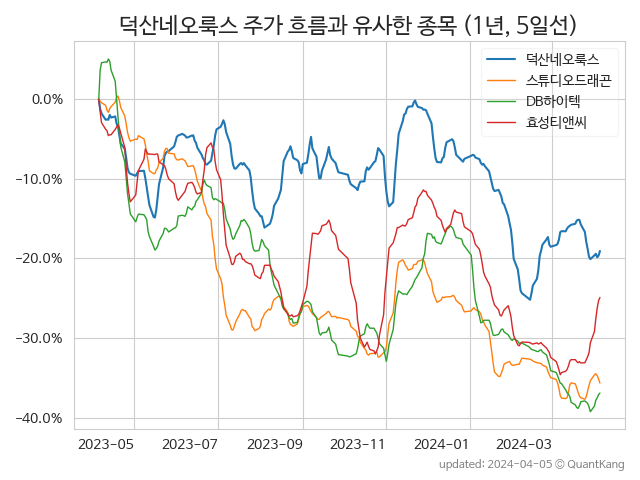 덕산네오룩스 주가 흐름과 유사한 종목 (1년, 5일선)
덕산네오룩스
스튜디오드래곤
DB하이텍
효성티앤씨
0.0%
−10.0%
−20.0%
−30.0%
−40.0%
2023-05 2023-07 2023-09 2023-11 2024-01 2024-03
updated: 2024-04-05 © QuantKang